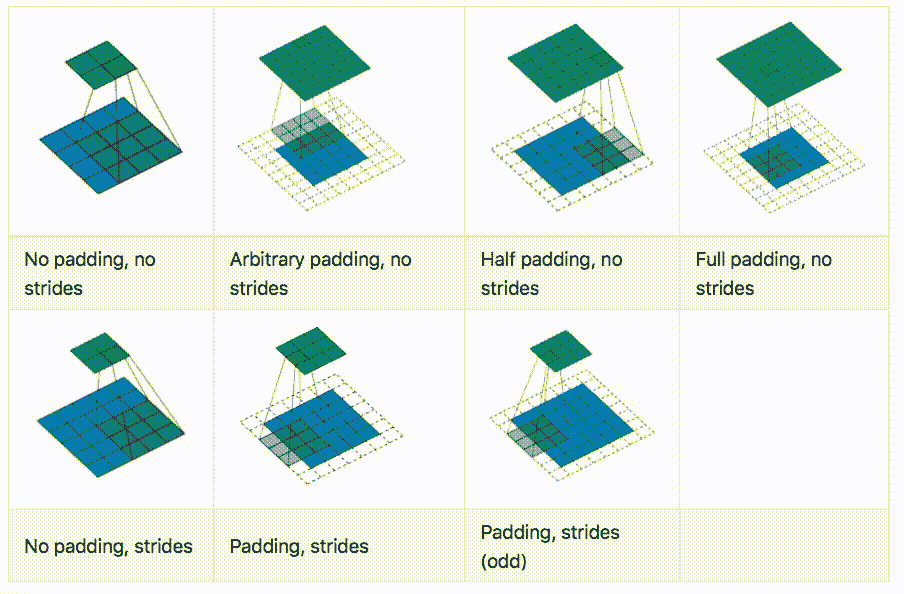 No padding, no
strides
Arbitrary padding, no
strides
Half padding, no
strides
Full padding, no
strides
No padding, strides
Padding, strides
Padding, strides
(odd)